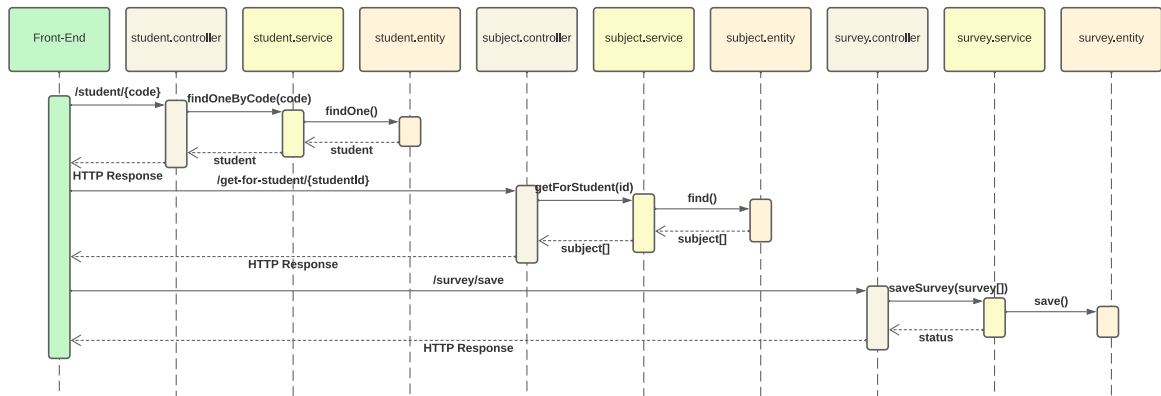 Front-End
student.controller
student.service
student.entity
subject.controller
subject.service
subject.entity
survey.controller
survey.service
survey.entity
/student/{code}
findOneByCode(code)
findOne()
student
student
HTTP Response
/get-for-student/{studentId}
getForStudent(id)
find()
subject[]
subject[]
HTTP Response
/survey/save
saveSurvey(survey[])
save()
status
HTTP Response